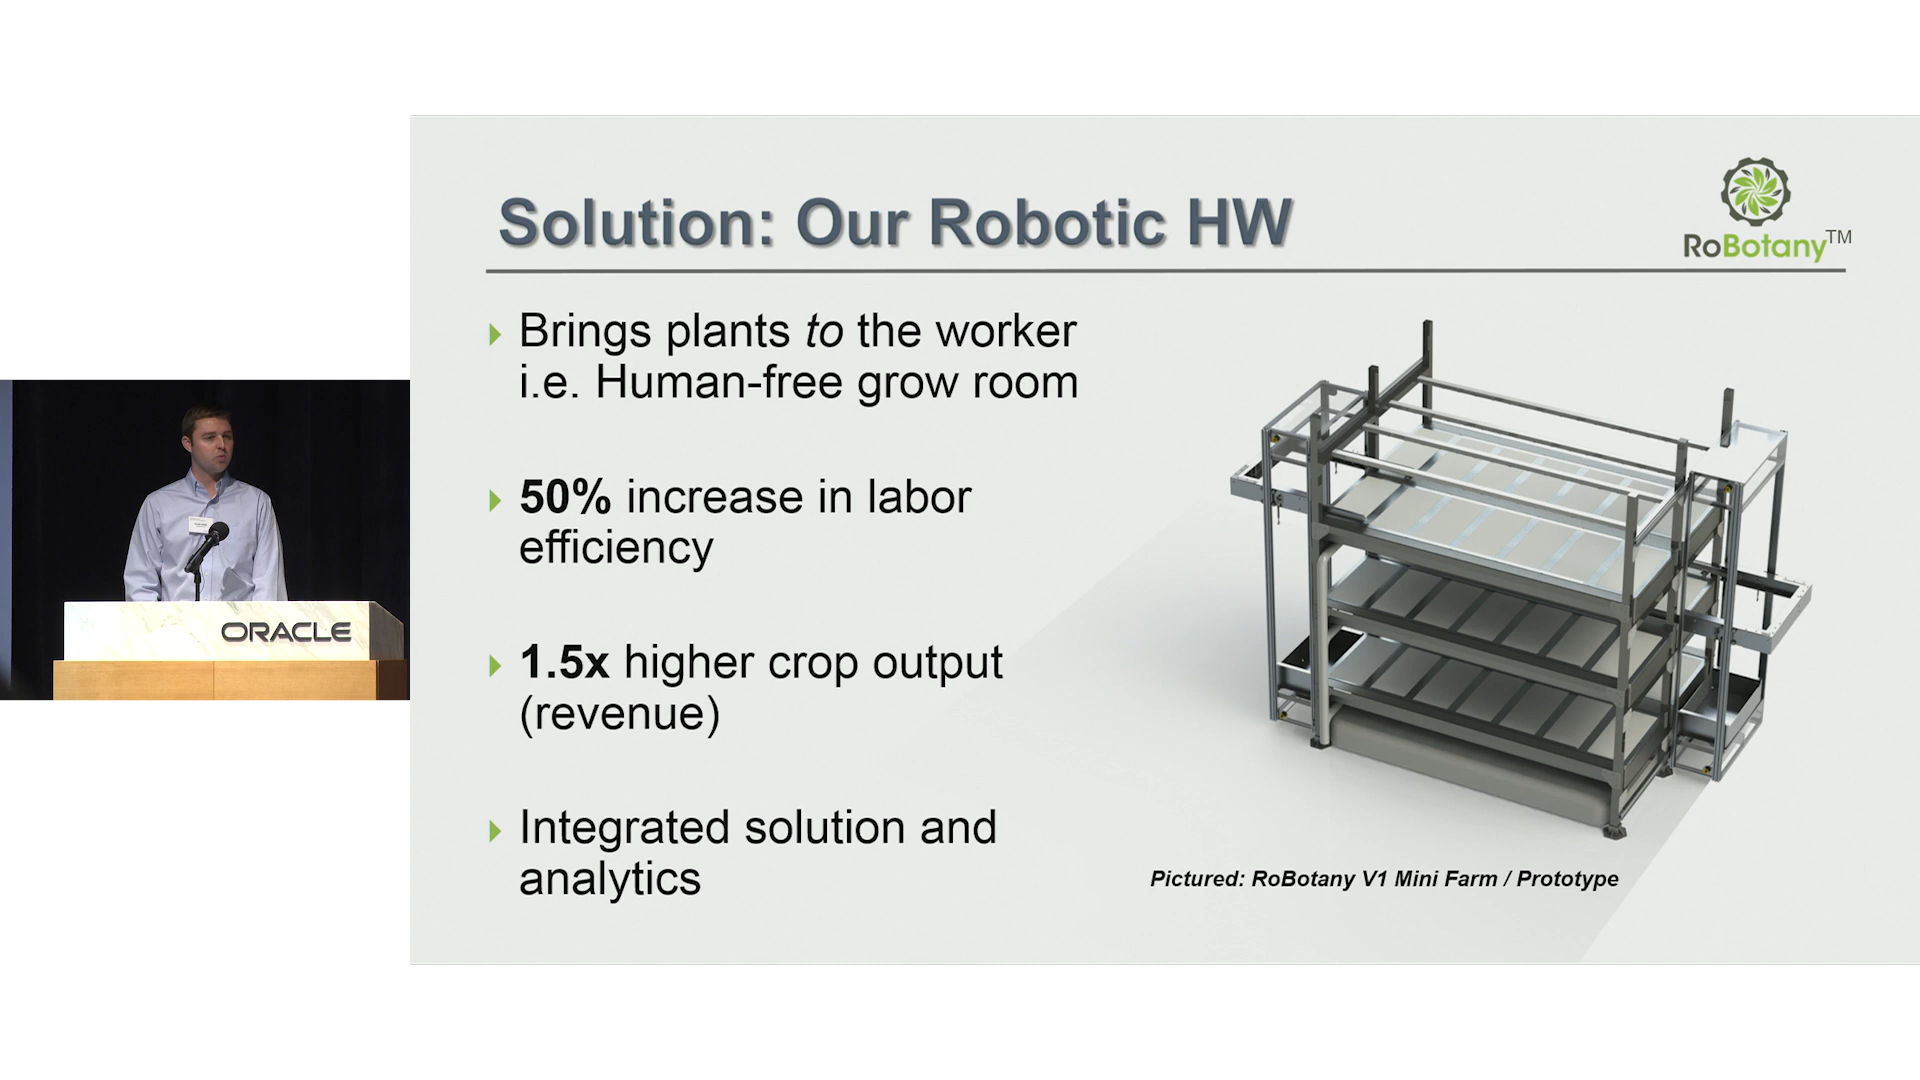 Solution: Our Robotic HW
RoBotany™
Brings plants to the worker
i.e. Human-free grow room
50% increase in labor
efficiency
1.5x higher crop output
(revenue)
Integrated solution and
analytics
Pictured: RoBotany V1 Mini Farm / Prototype
ORACLE